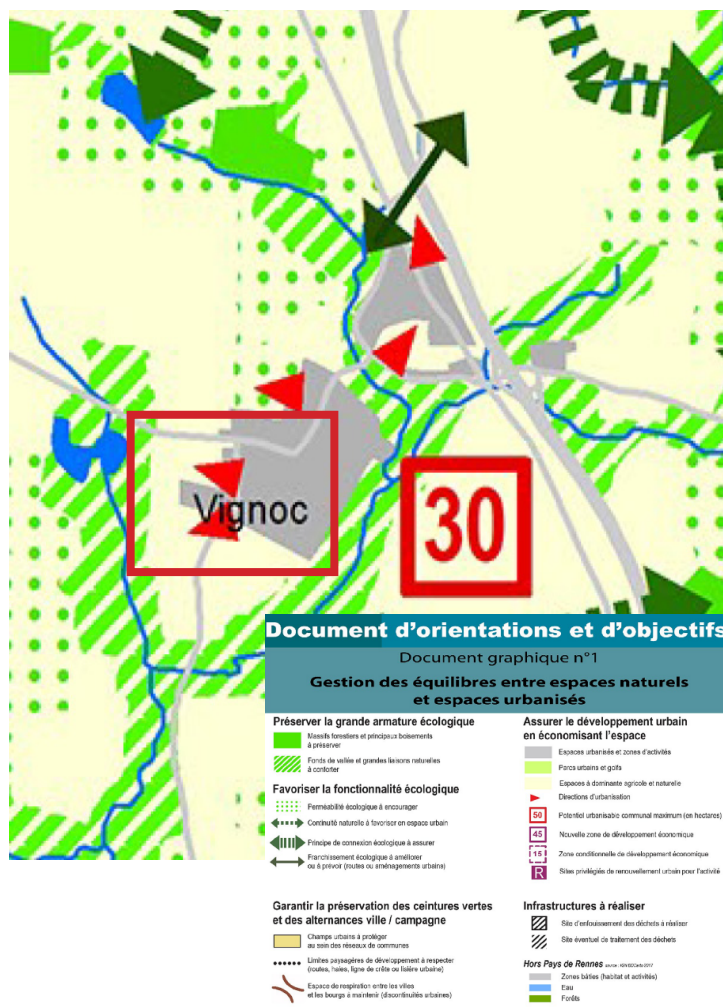 Vignoc
30
Document d'orientations et d'objectifs
Document graphique n°1
Gestion des équilibres entre espaces naturels
et espaces urbanisés
Préserver la grande armature écologique
Massifs forestiers et principaux boisements
à préserver
Fonds de vallée et grandes liaisons naturelles
à conforter
Favoriser la fonctionnalité écologique
Perméabilité écologique à encourager
Continuité naturelle à favoriser en espace urbain
Principe de connexion écologique à assurer
Franchissement écologique à améliorer
ou à prévoir (routes ou aménagements urbains)
Garantir la préservation des ceintures vertes
et des alternances ville / campagne
Champs urbains à protéger
au sein des réseaux de communes
Limites paysagères de développement à respecter
(routes, haies, ligne de crête ou lisière urbaine)
Espace de respiration entre les villes
et les bourgs à maintenir (discontinuités urbaines)
Assurer le développement urbain
en économisant l'espace
Espaces urbanisés et zones d'activités
Parcs urbains et golfs
Espaces à dominante agricole et naturelle
Directions d'urbanisation
50 Potentiel urbanisable communal maximum (en hectares)
45 Nouvelle zone de développement économique
15 Zone conditionnelle de développement économique
R Sites privilégiés de renouvellement urbain pour l'activité
Infrastructures à réaliser
Site d'enfouissement des déchets à réaliser
Site éventuel de traitement des déchets
Hors Pays de Rennes
Zones bâties (habitat et activités)
Eau
Forêts